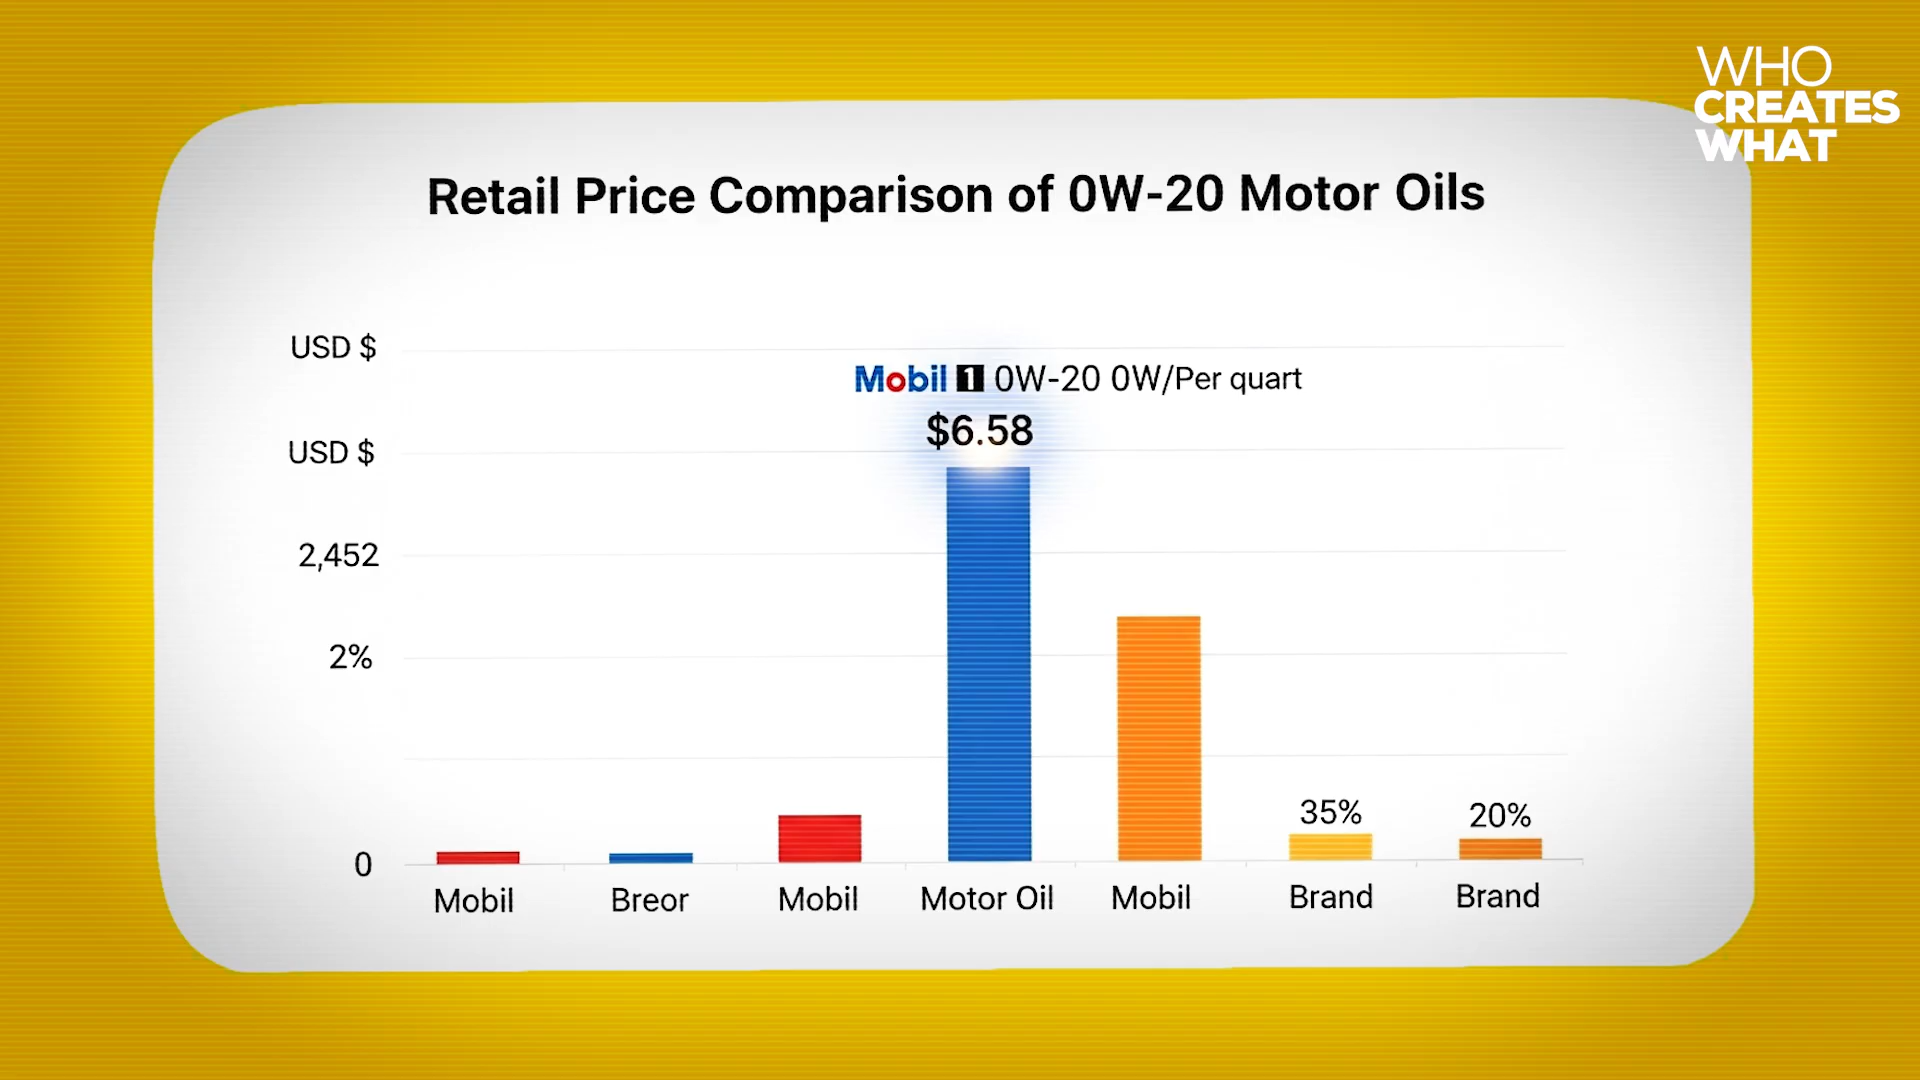 WHO
CREATES
WHAT
Retail Price Comparison of 0W-20 Motor Oils
USD $
Mobil 1 0W-20 0W/Per quart
$6.58
USD $
2,452
2%
35%
20%
0
Mobil
Breor
Mobil
Motor Oil
Mobil
Brand
Brand